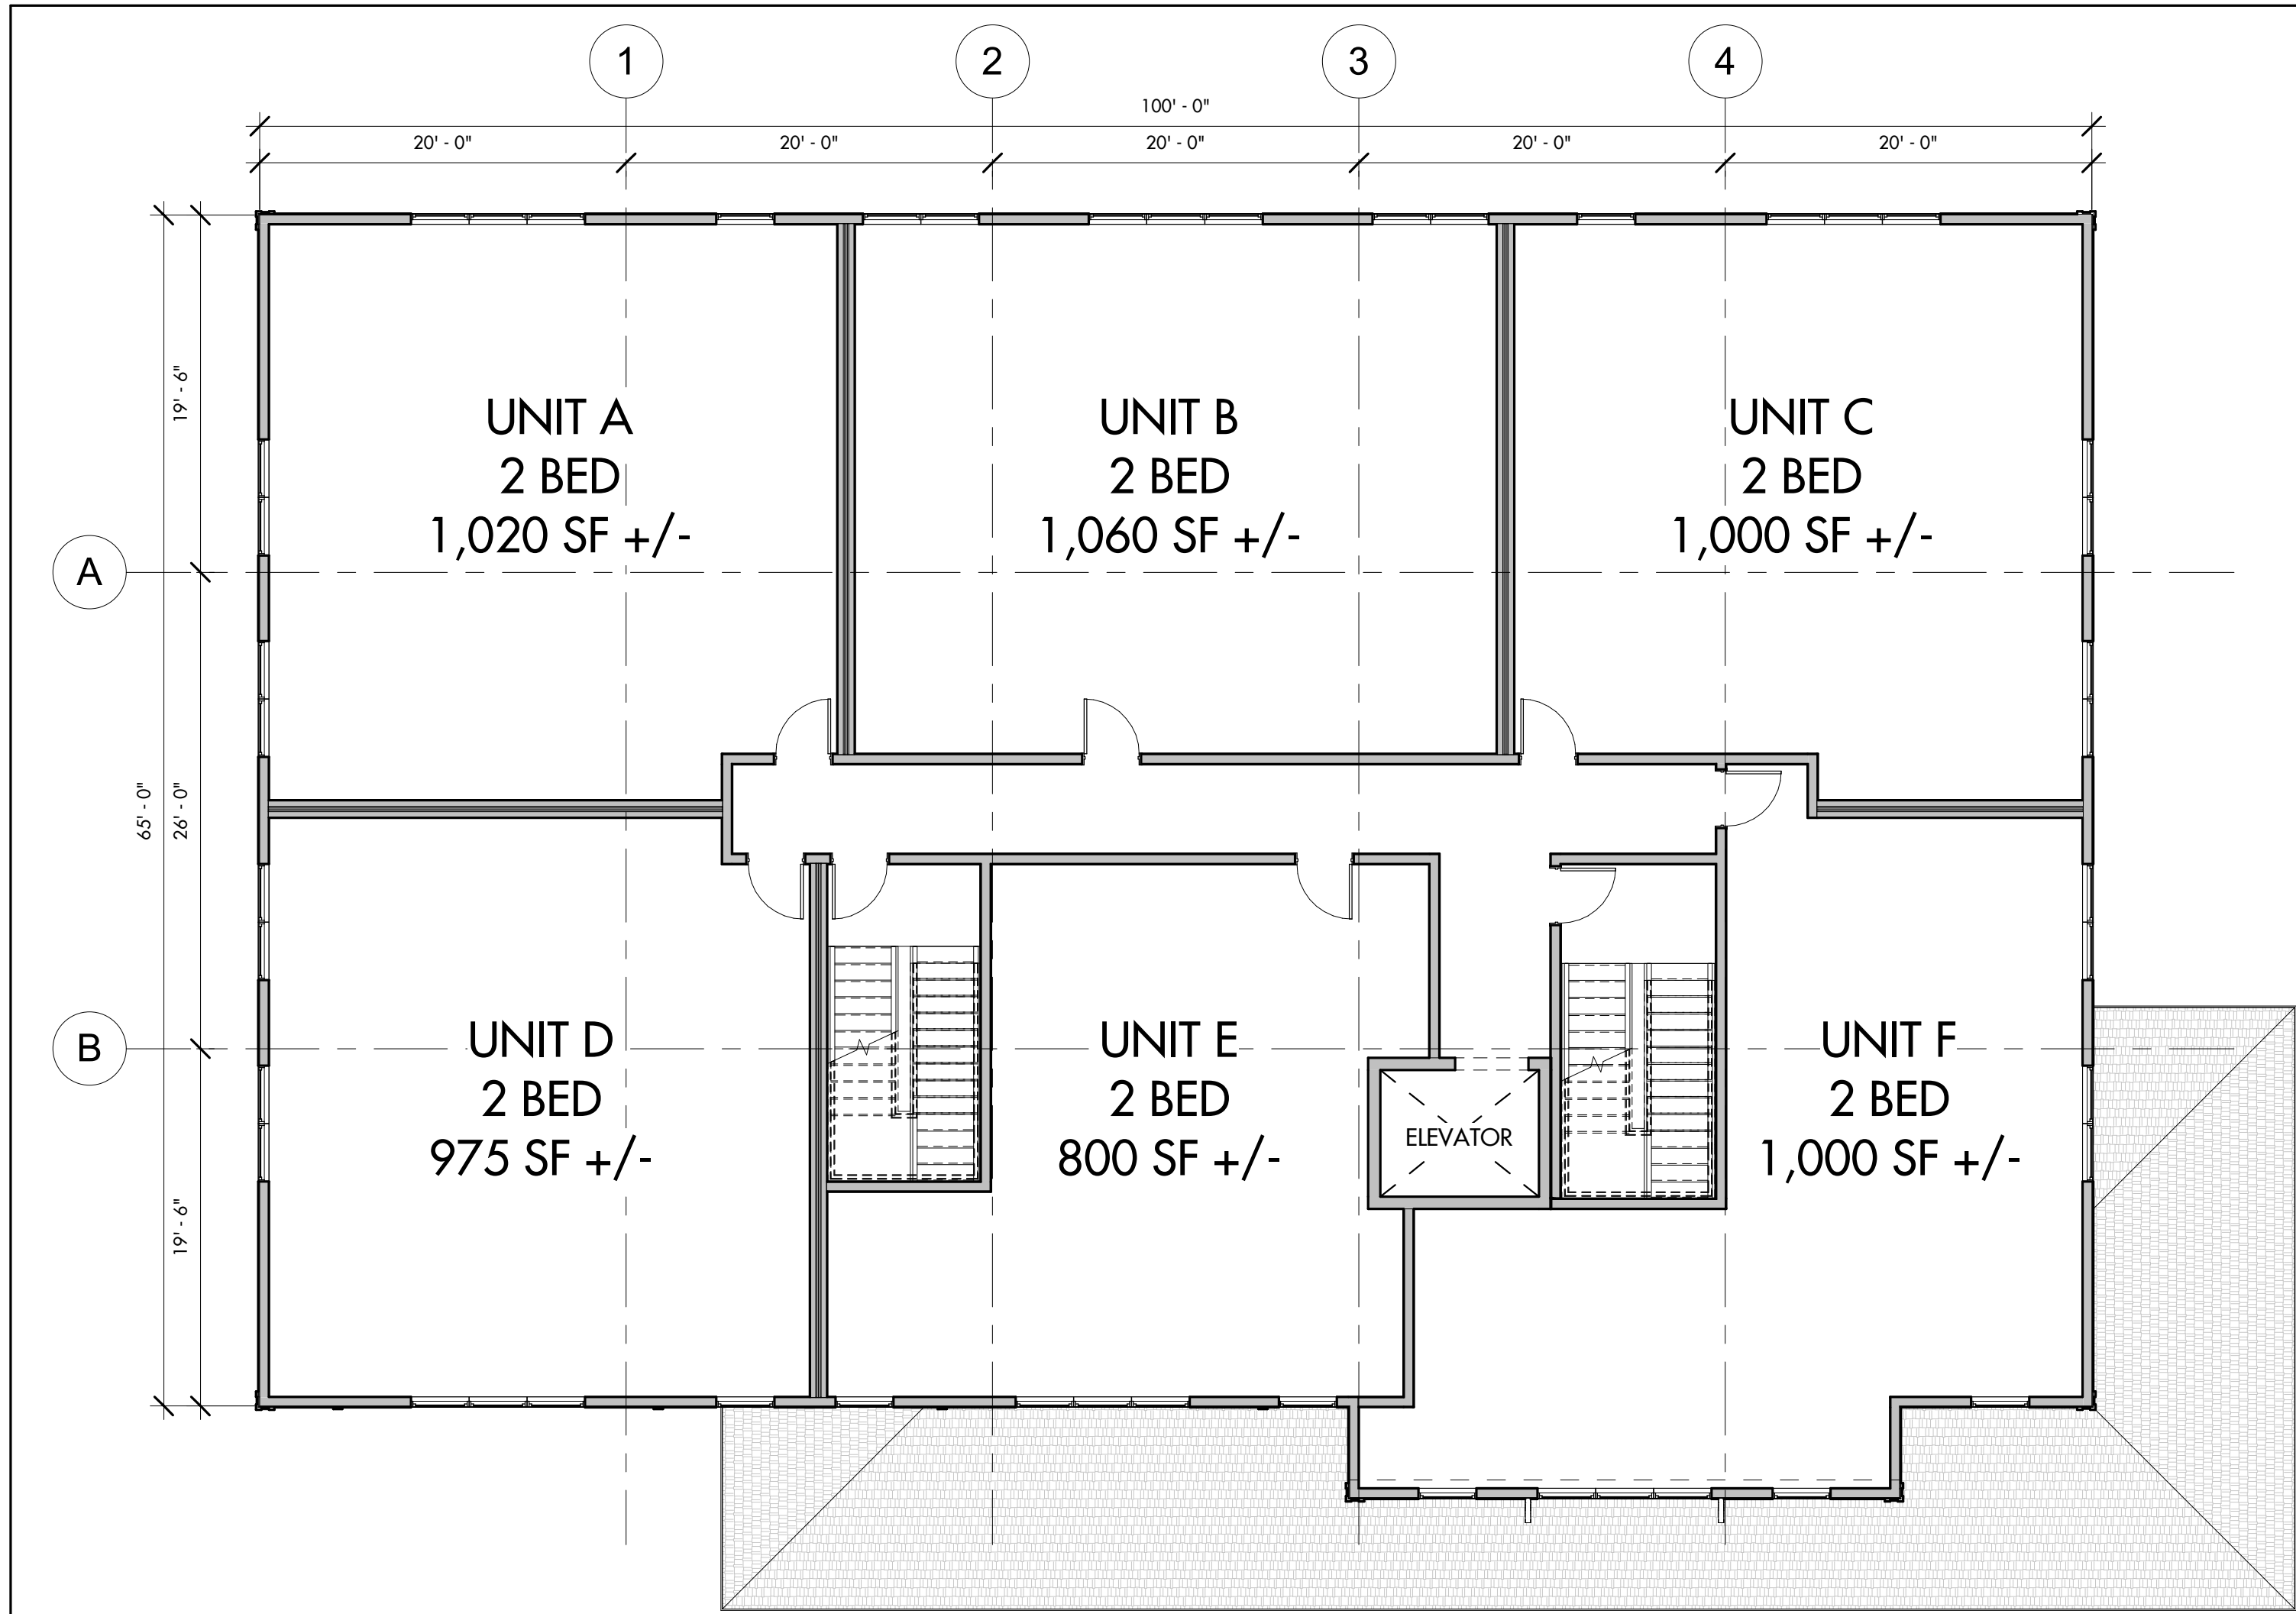 1
2
3
4
100' - 0"
20' - 0"
20' - 0"
20' - 0"
20' - 0"
20' - 0"
19' - 6"
UNIT A
2 BED
1,020 SF +/-
UNIT B
2 BED
1,060 SF +/-
UNIT C
2 BED
1,000 SF +/-
A
65' - 0"
26' - 0"
B
UNIT D
2 BED
975 SF +/-
UNIT E
2 BED
800 SF +/-
ELEVATOR
UNIT F
2 BED
1,000 SF +/-
19' - 6"